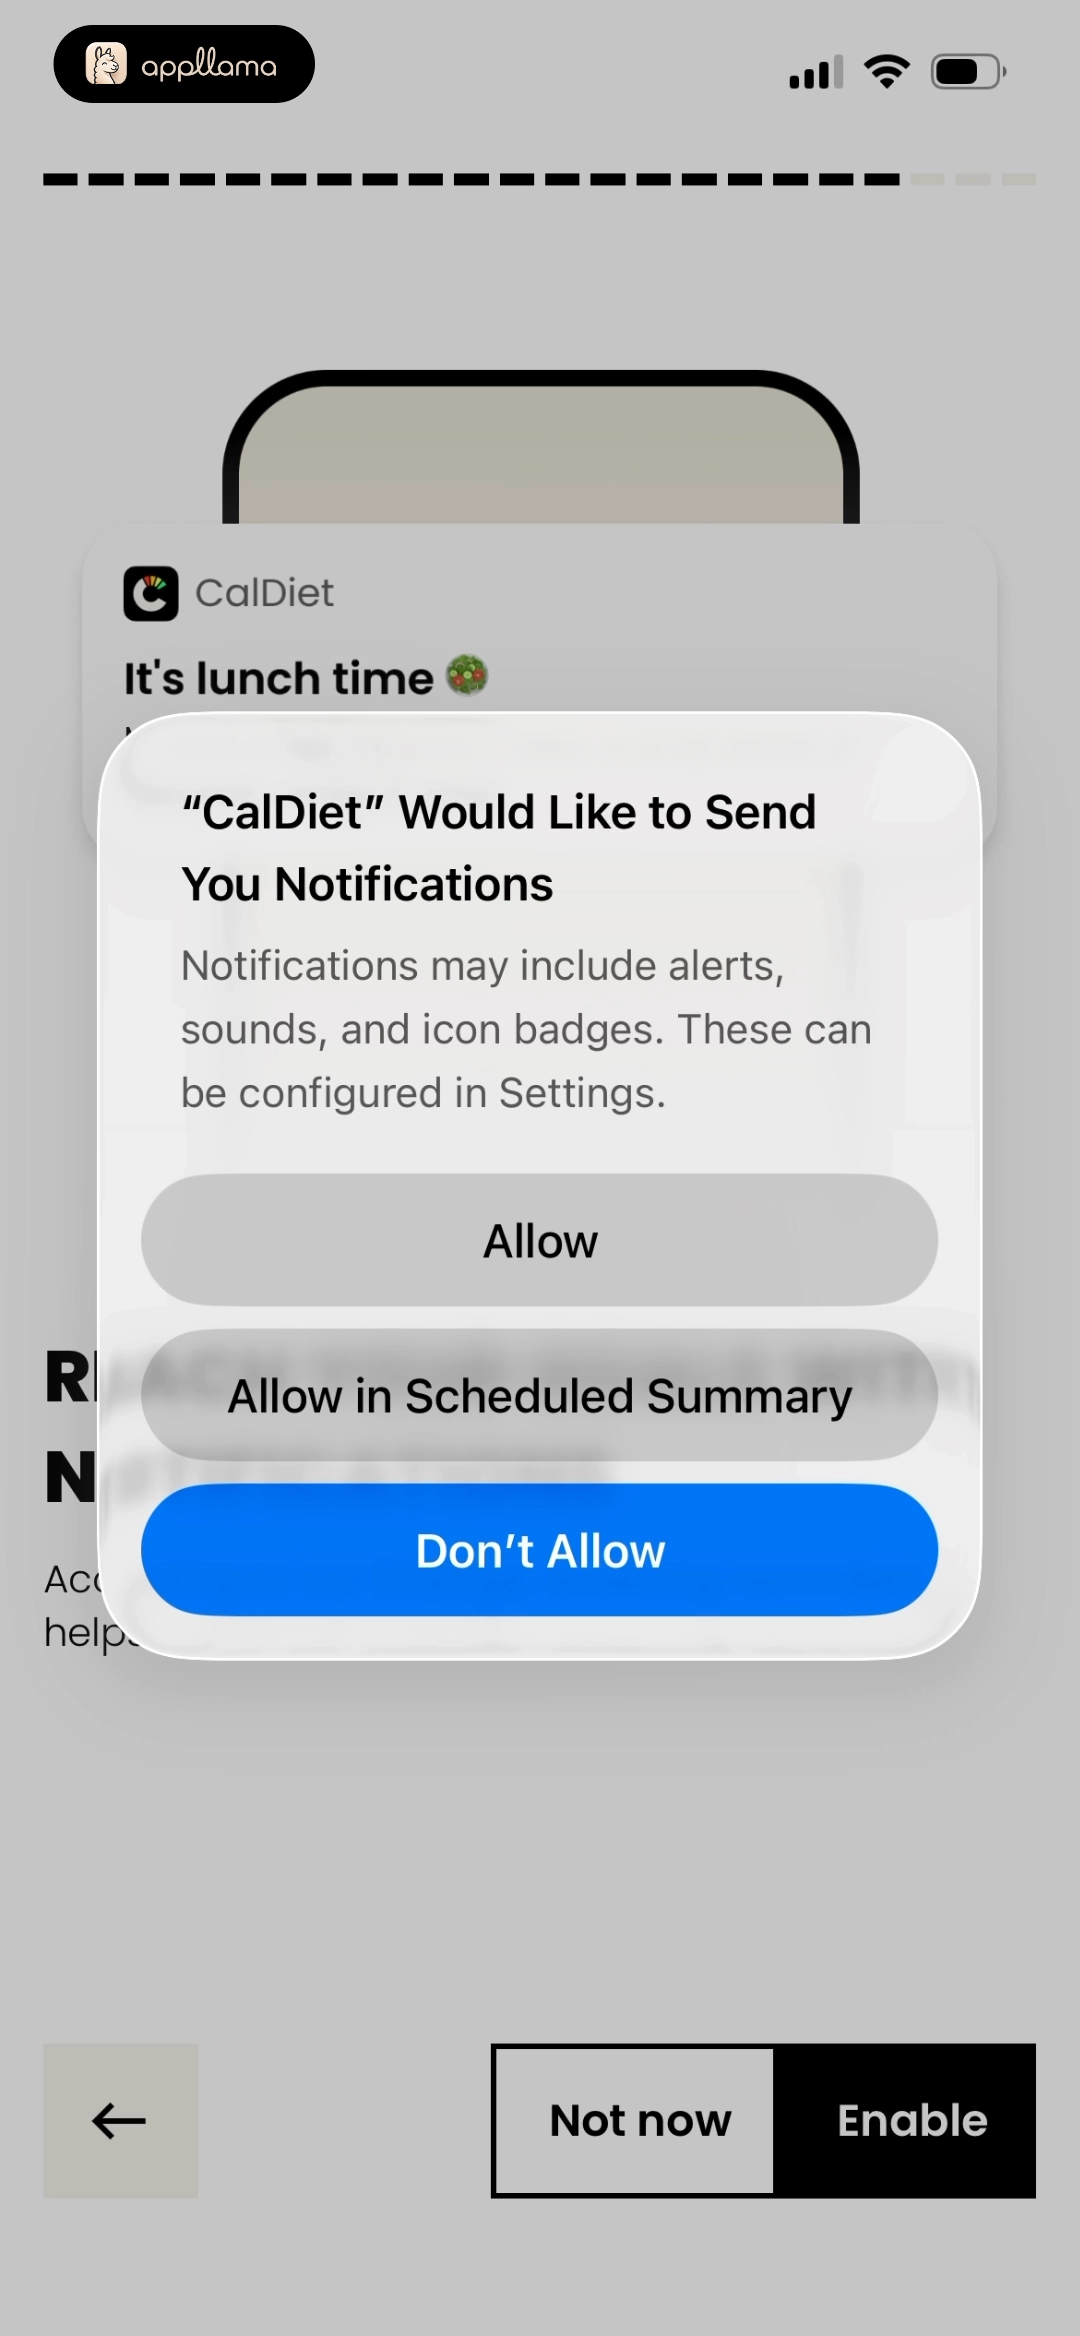 appllama
CalDiet
It's lunch time
“CalDiet” Would Like to Send
You Notifications
Notifications may include alerts,
sounds, and icon badges. These can
be configured in Settings.
Allow
Allow in Scheduled Summary
Don’t Allow
Not now
Enable